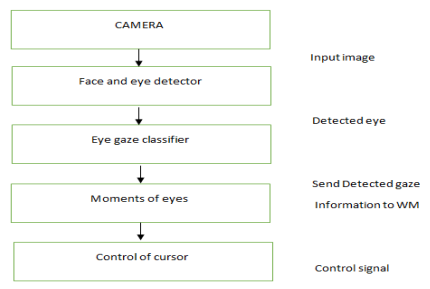 CAMERA
Input image
Face and eye detector
Detected eye
Eye gaze classifier
Send Detected gaze
Moments of eyes
Information to WM
Control of cursor
Control signal